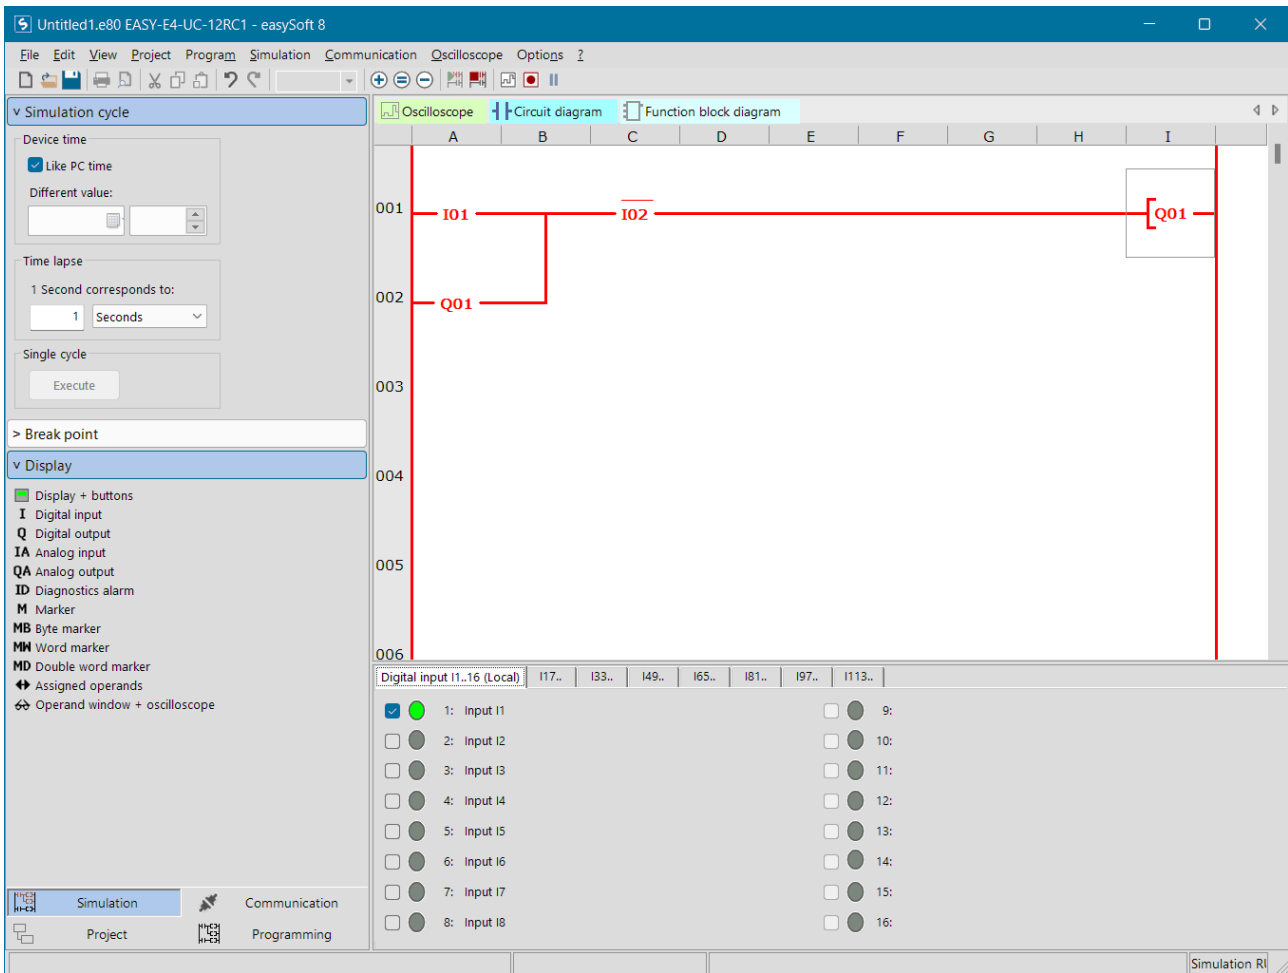 Untitled1.e80 EASY-E4-UC-12RC1 - easySoft 8
File Edit View Project Program Simulation Communication Oscilloscope Options ?
v Simulation cycle
Device time
Like PC time
Different value:
Time lapse
1 Second corresponds to:
1 Seconds
Single cycle
Execute
> Break point
v Display
Display + buttons
I Digital input
Q Digital output
IA Analog input
QA Analog output
ID Diagnostics alarm
M Marker
MB Byte marker
MW Word marker
MD Double word marker
Assigned operands
Operand window + oscilloscope
Simulation Communication
Project Programming
Oscilloscope Circuit diagram Function block diagram
A B C D E F G H I
001 I01 I02 Q01
002 Q01
003
004
005
006
Digital input I1..16 (Local) I17.. I33.. I49.. I65.. I81.. I97.. I113..
1: Input I1 9:
2: Input I2 10:
3: Input I3 11:
4: Input I4 12:
5: Input I5 13:
6: Input I6 14:
7: Input I7 15:
8: Input I8 16:
Simulation